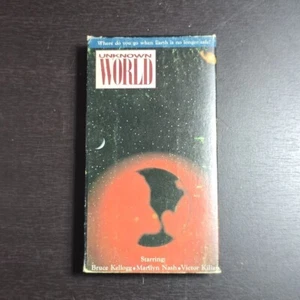 Where do you go when Earth is no longer safe?
UNKNOWN
WORLD
Starring:
Bruce Kellogg & Marilyn Nash & Victor Kilian